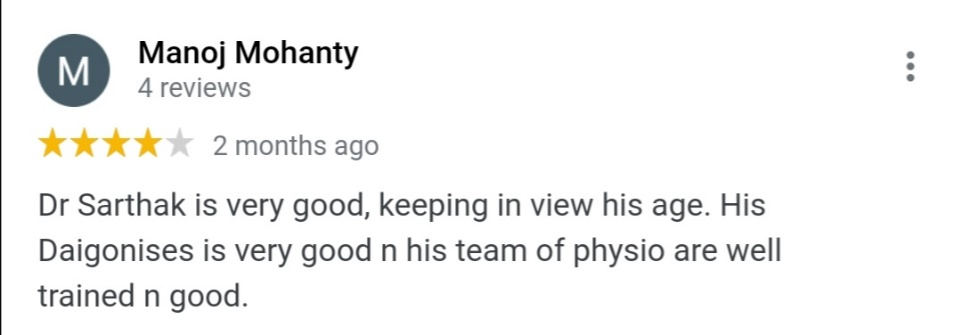 M
Manoj Mohanty
4 reviews
2 months ago
Dr Sarthak is very good, keeping in view his age. His
Daigonises is very good n his team of physio are well
trained n good.